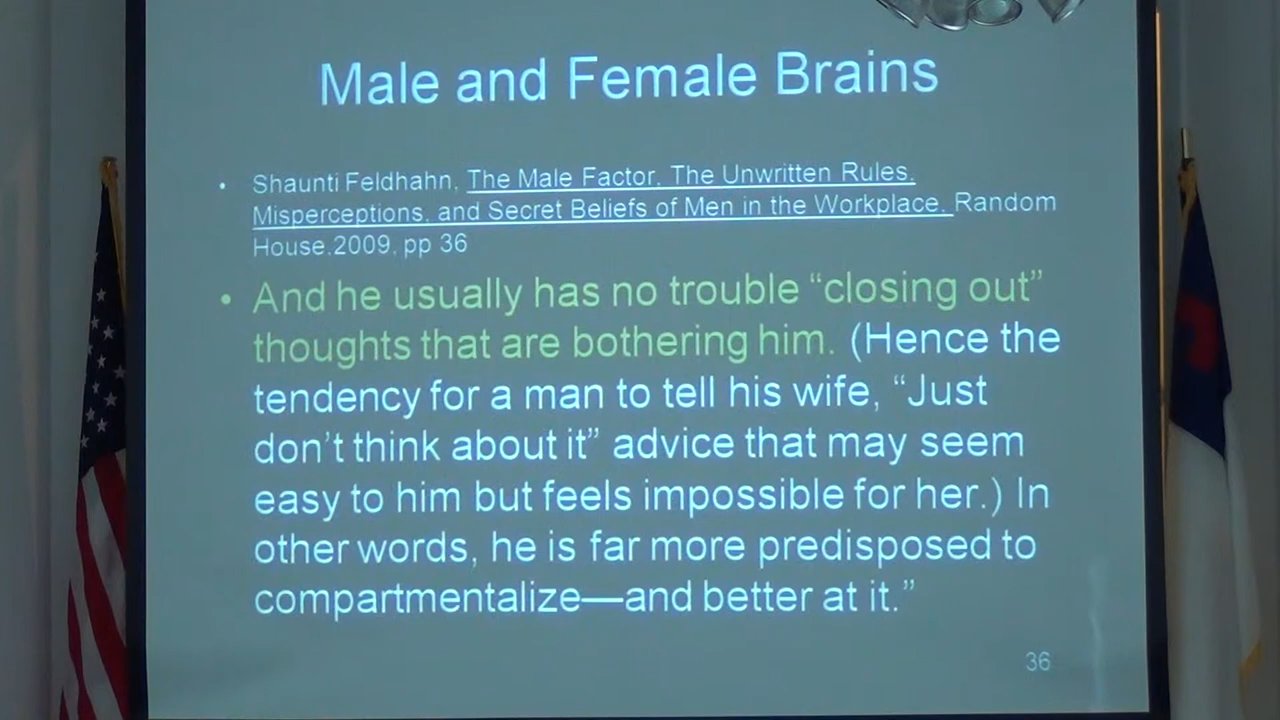 Male and Female Brains
• Shaunti Feldhahn, The Male Factor. The Unwritten Rules.
Misperceptions. and Secret Beliefs of Men in the Workplace. Random
House.2009, pp 36
• And he usually has no trouble “closing out”
thoughts that are bothering him. (Hence the
tendency for a man to tell his wife, “Just
don’t think about it” advice that may seem
easy to him but feels impossible for her.) In
other words, he is far more predisposed to
compartmentalize—and better at it.”
36